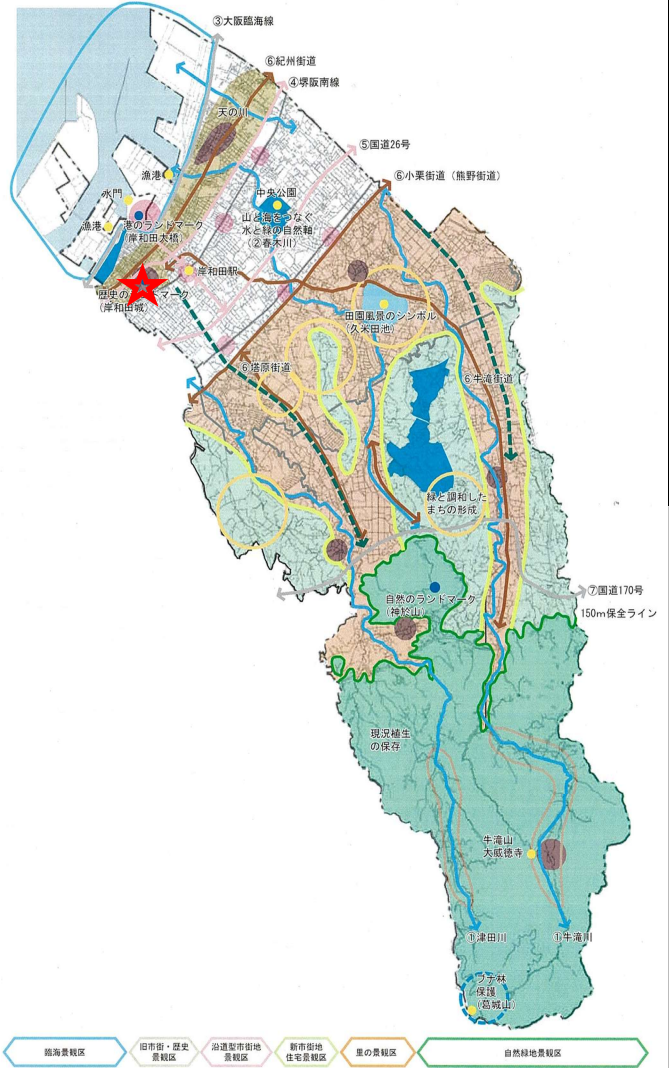 ③大阪臨海線
⑥紀州街道
④堺阪南線
天の川
⑤国道26号
漁港
⑥小栗街道（熊野街道）
水門
中央公園
漁港
港のランドマーク
（岸和田大橋）
山と海をつなぐ
水と緑の自然軸
（②春木川）
岸和田駅
歴史の
マーク
（岸和田城）
田園風景のシンボル
（久米田池）
6 塔原街道
6 牛滝街道
緑と調和した
まちの形成
⑦国道170号
自然のランドマーク
（神於山）
150m保全ライン
現況植生
の保存
牛滝山
大威徳寺
①津田川
①牛滝川
ブナ林
保護
（葛城山）
臨海景観区
旧市街・歴史
景観区
沿道型市街地
景観区
新市街地
住宅景観区
里の景観区
自然緑地景観区